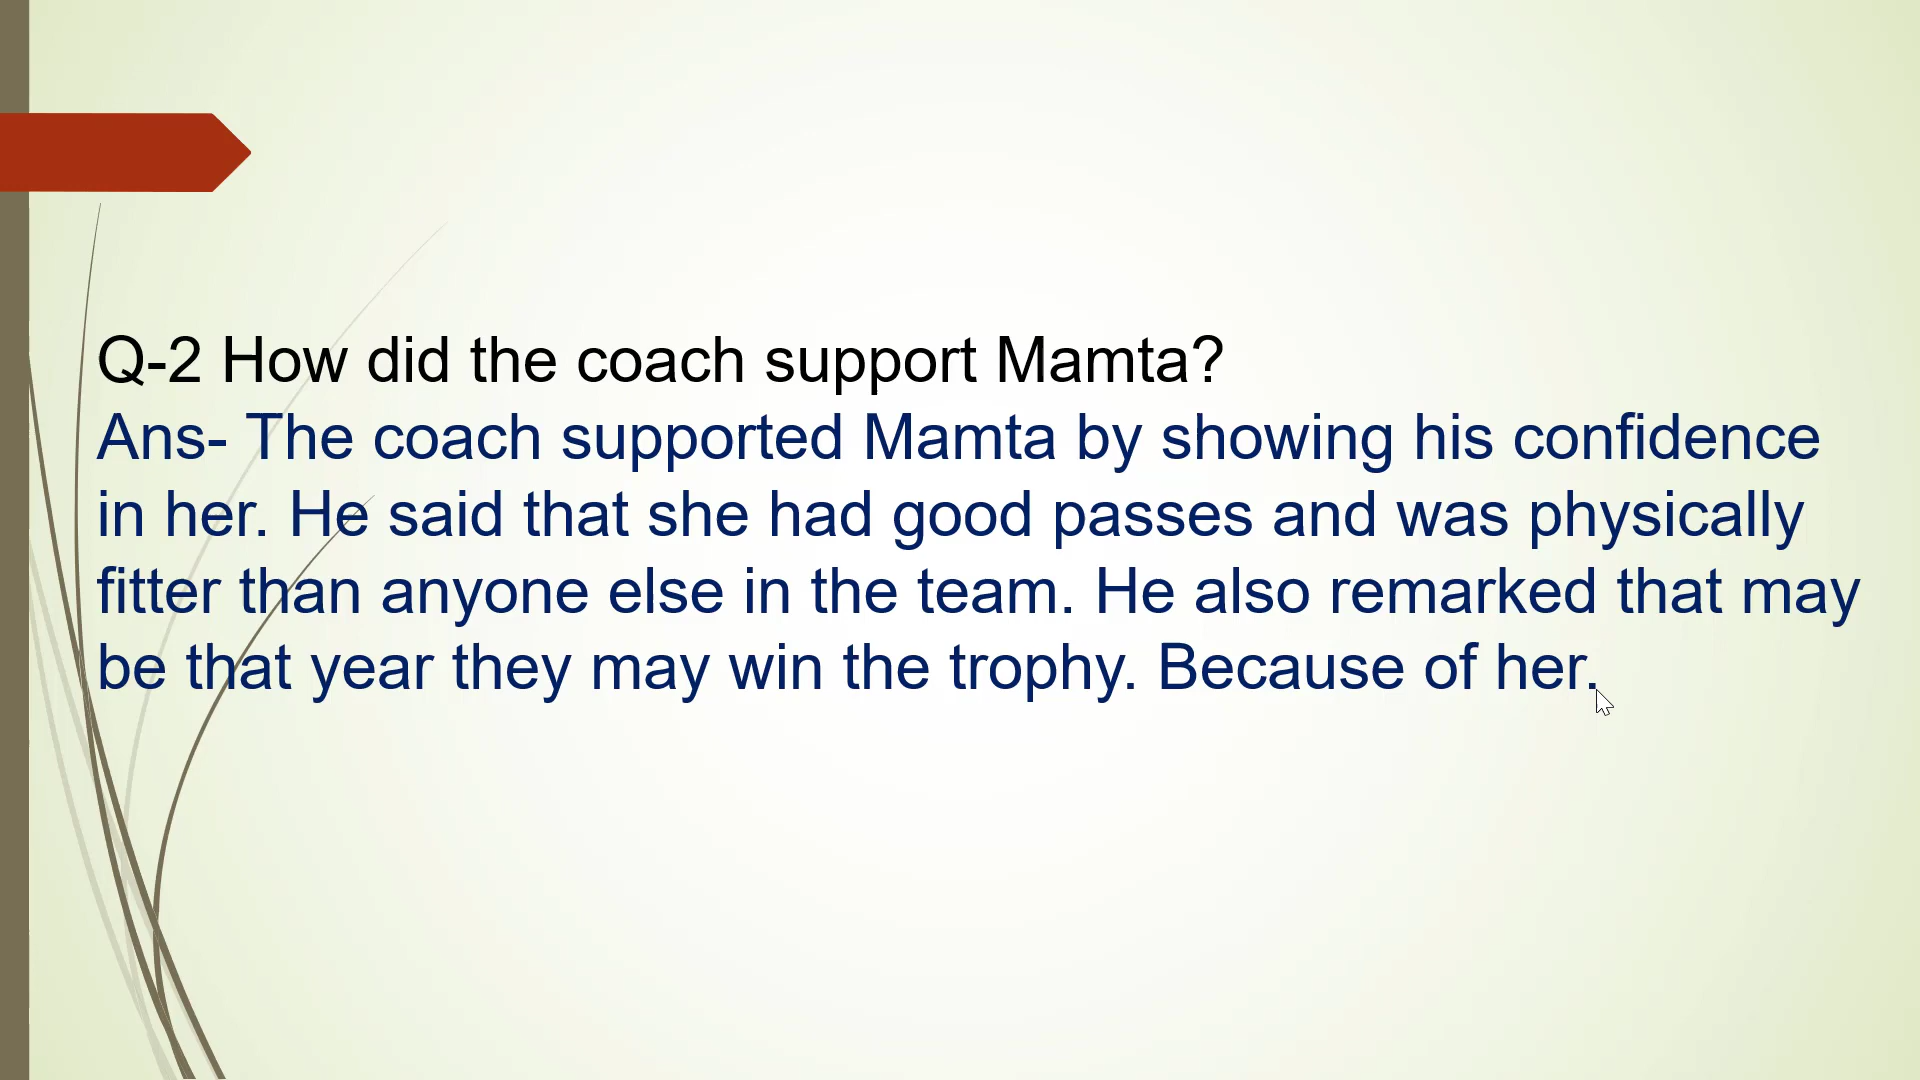 Q-2 How did the coach support Mamta?
Ans- The coach supported Mamta by showing his confidence
in her. He said that she had good passes and was physically
fitter than anyone else in the team. He also remarked that may
be that year they may win the trophy. Because of her.